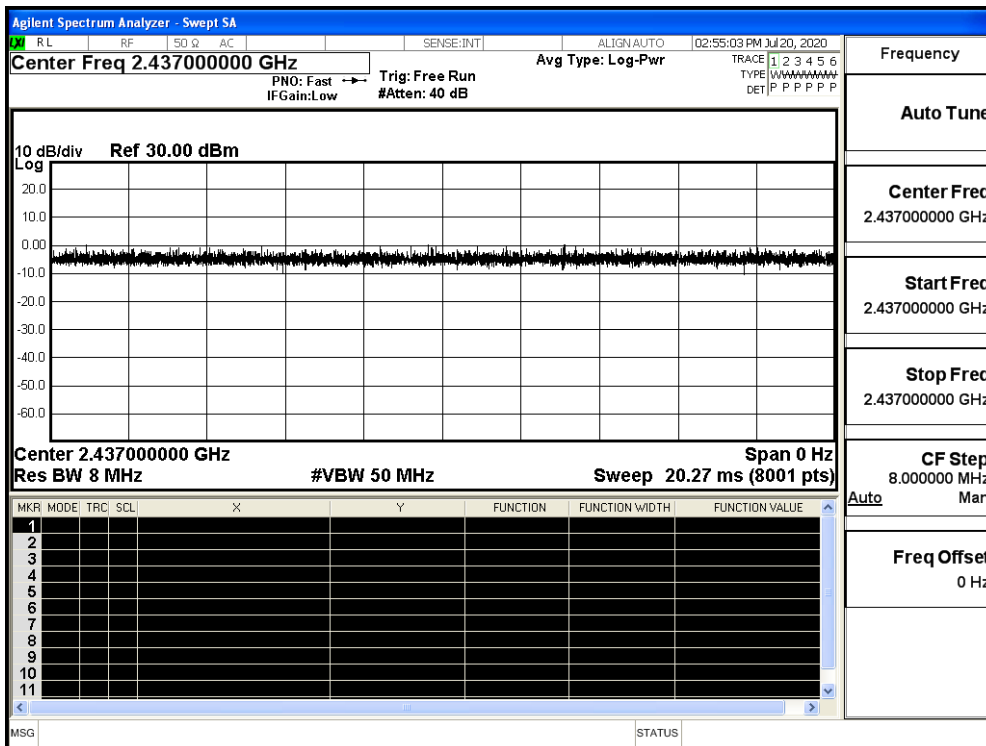 Agilent Spectrum Analyzer - Swept SA
LXI RL RF 50 Ω AC SENSE:INT ALIGN AUTO 02:55:03 PM Jul 20, 2020
Center Freq 2.437000000 GHz
PNO: Fast
IFGain:Low
Trig: Free Run
#Atten: 40 dB
Avg Type: Log-Pwr
TRACE 1 2 3 4 5 6
TYPE WWWWWW
DET P P P P P P
10 dB/div Ref 30.00 dBm
Log
20.0
10.0
0.00
-10.0
-20.0
-30.0
-40.0
-50.0
-60.0
Center 2.437000000 GHz Span 0 Hz
Res BW 8 MHz #VBW 50 MHz Sweep 20.27 ms (8001 pts)
MKR MODE TRC SCL X Y FUNCTION FUNCTION WIDTH FUNCTION VALUE
1
2
3
4
5
6
7
8
9
10
11
MSG STATUS
Frequency
Auto Tune
Center Freq
2.437000000 GHz
Start Freq
2.437000000 GHz
Stop Freq
2.437000000 GHz
CF Step
8.000000 MHz
Auto Man
Freq Offset
0 Hz